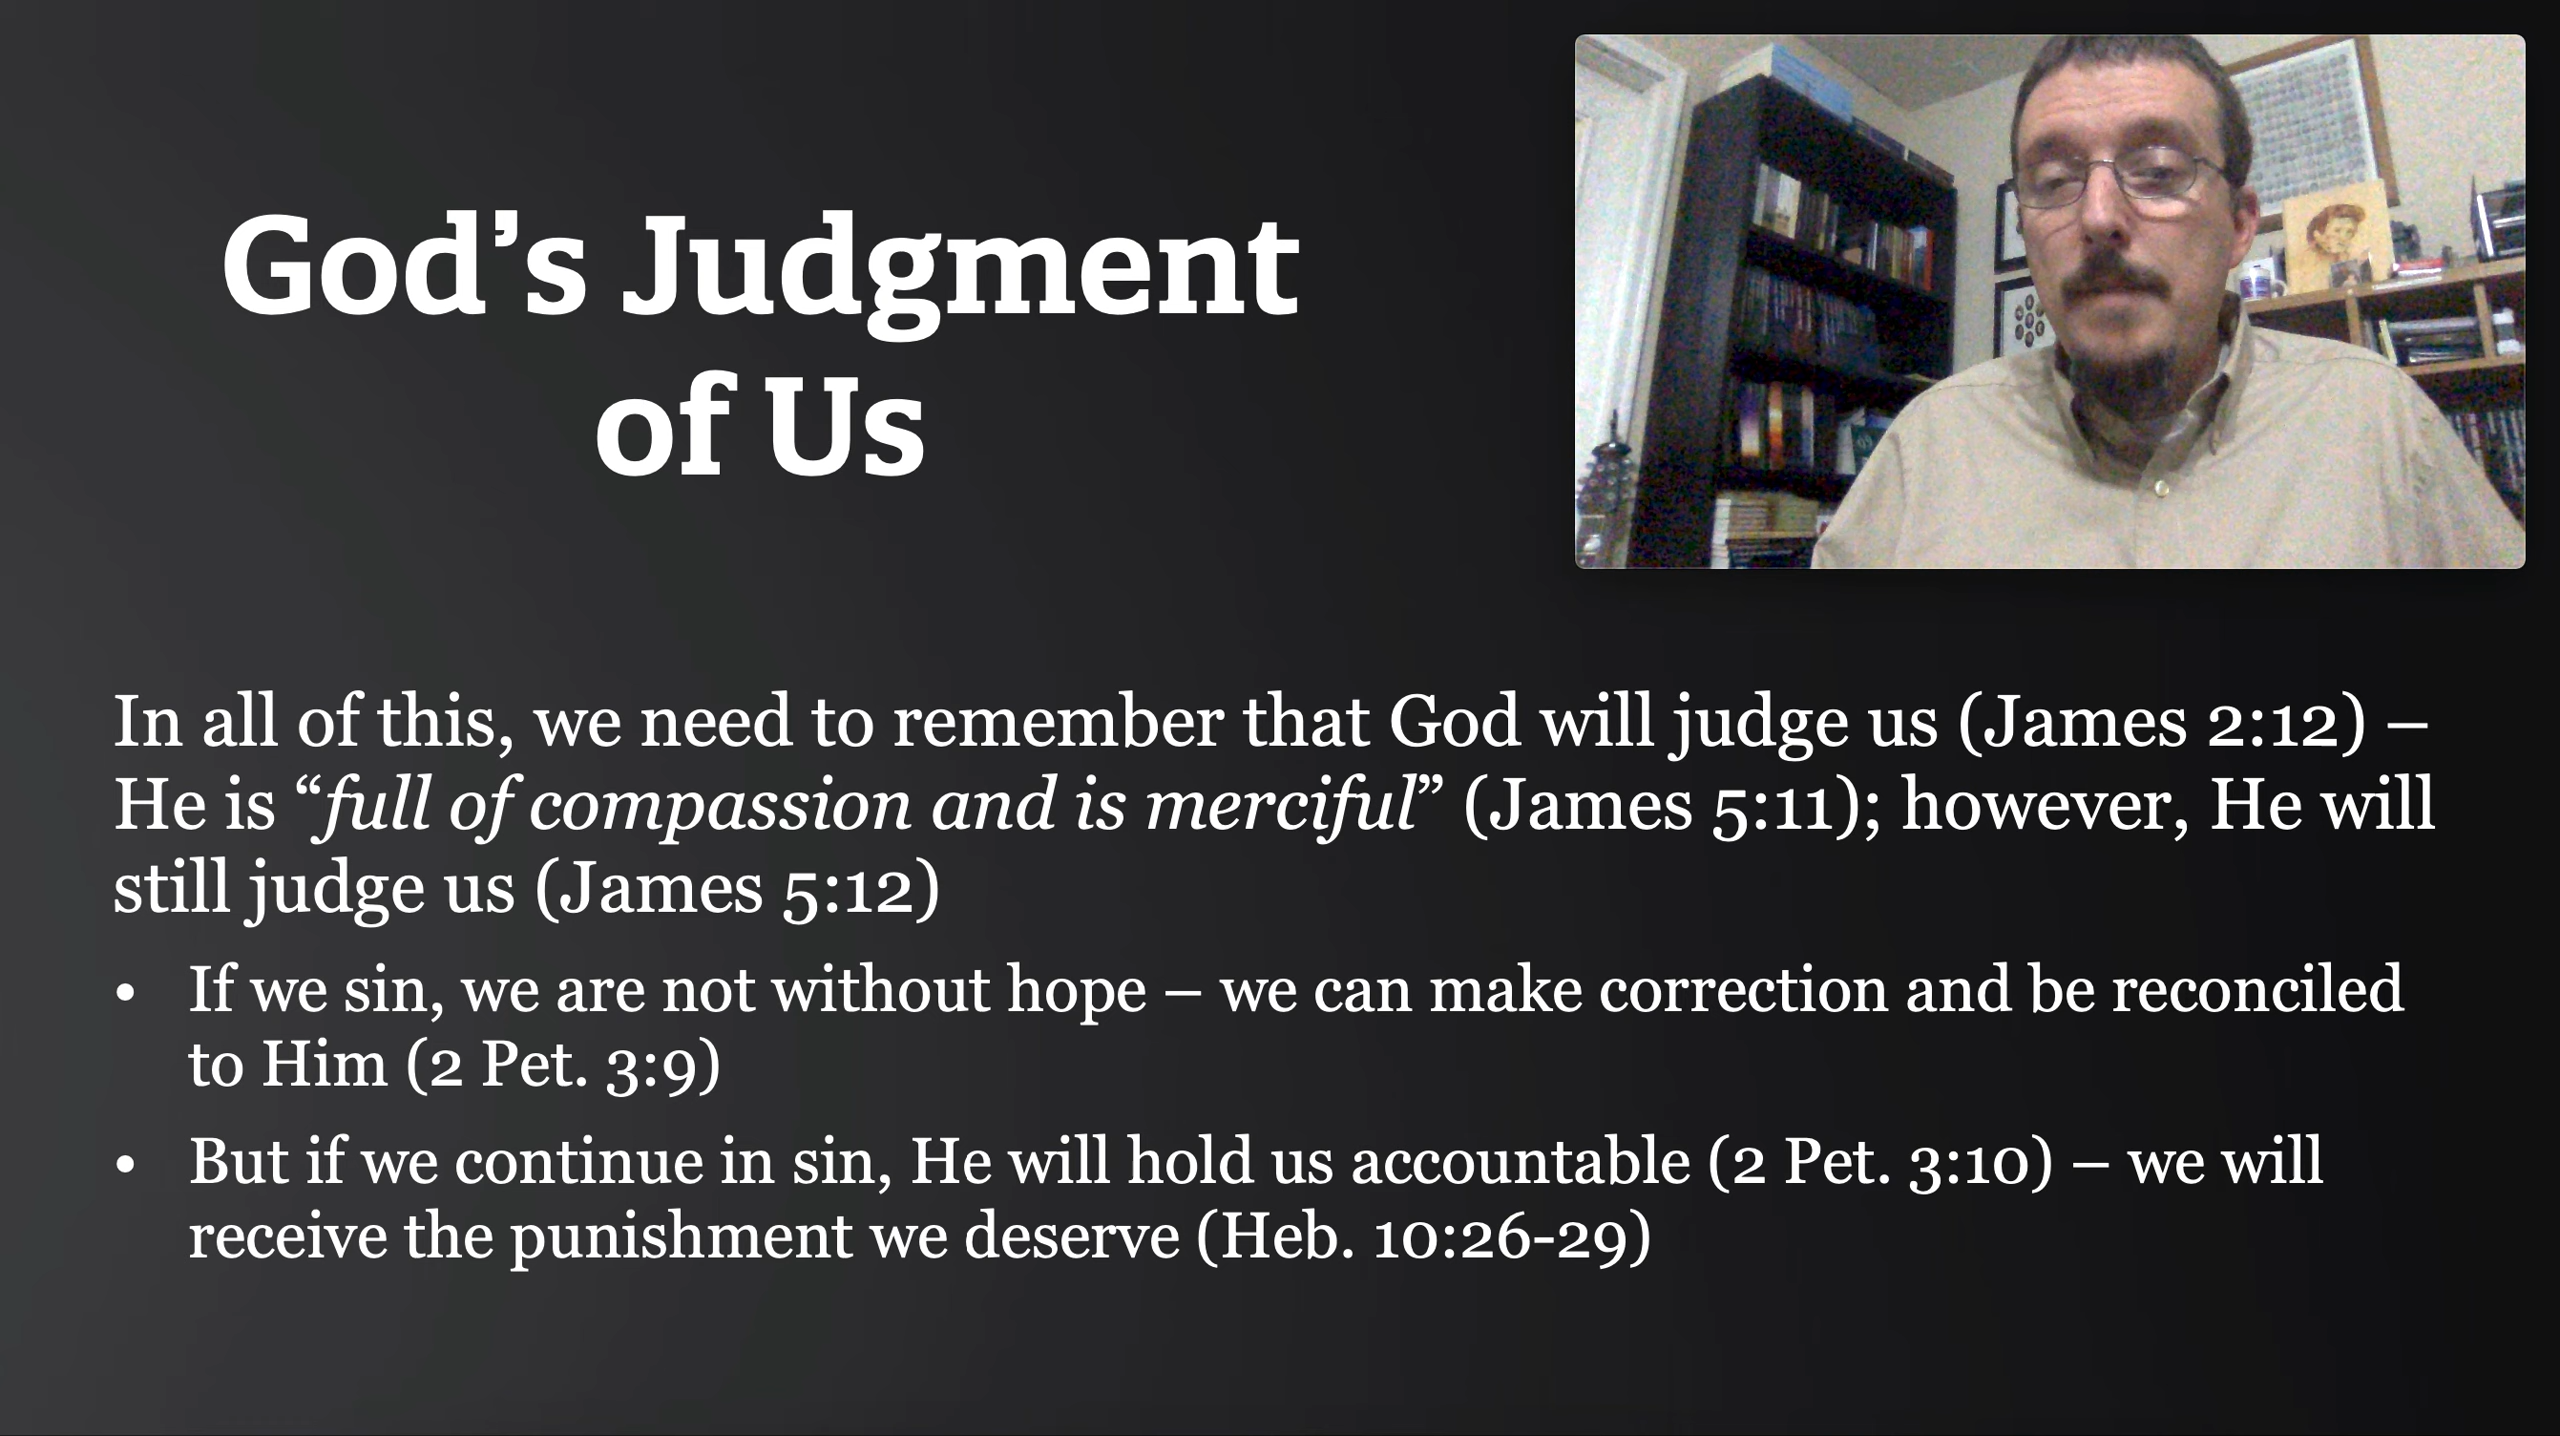 God’s Judgment
of Us
In all of this, we need to remember that God will judge us (James 2:12) –
He is “full of compassion and is merciful” (James 5:11); however, He will
still judge us (James 5:12)
• If we sin, we are not without hope – we can make correction and be reconciled
to Him (2 Pet. 3:9)
• But if we continue in sin, He will hold us accountable (2 Pet. 3:10) – we will
receive the punishment we deserve (Heb. 10:26-29)